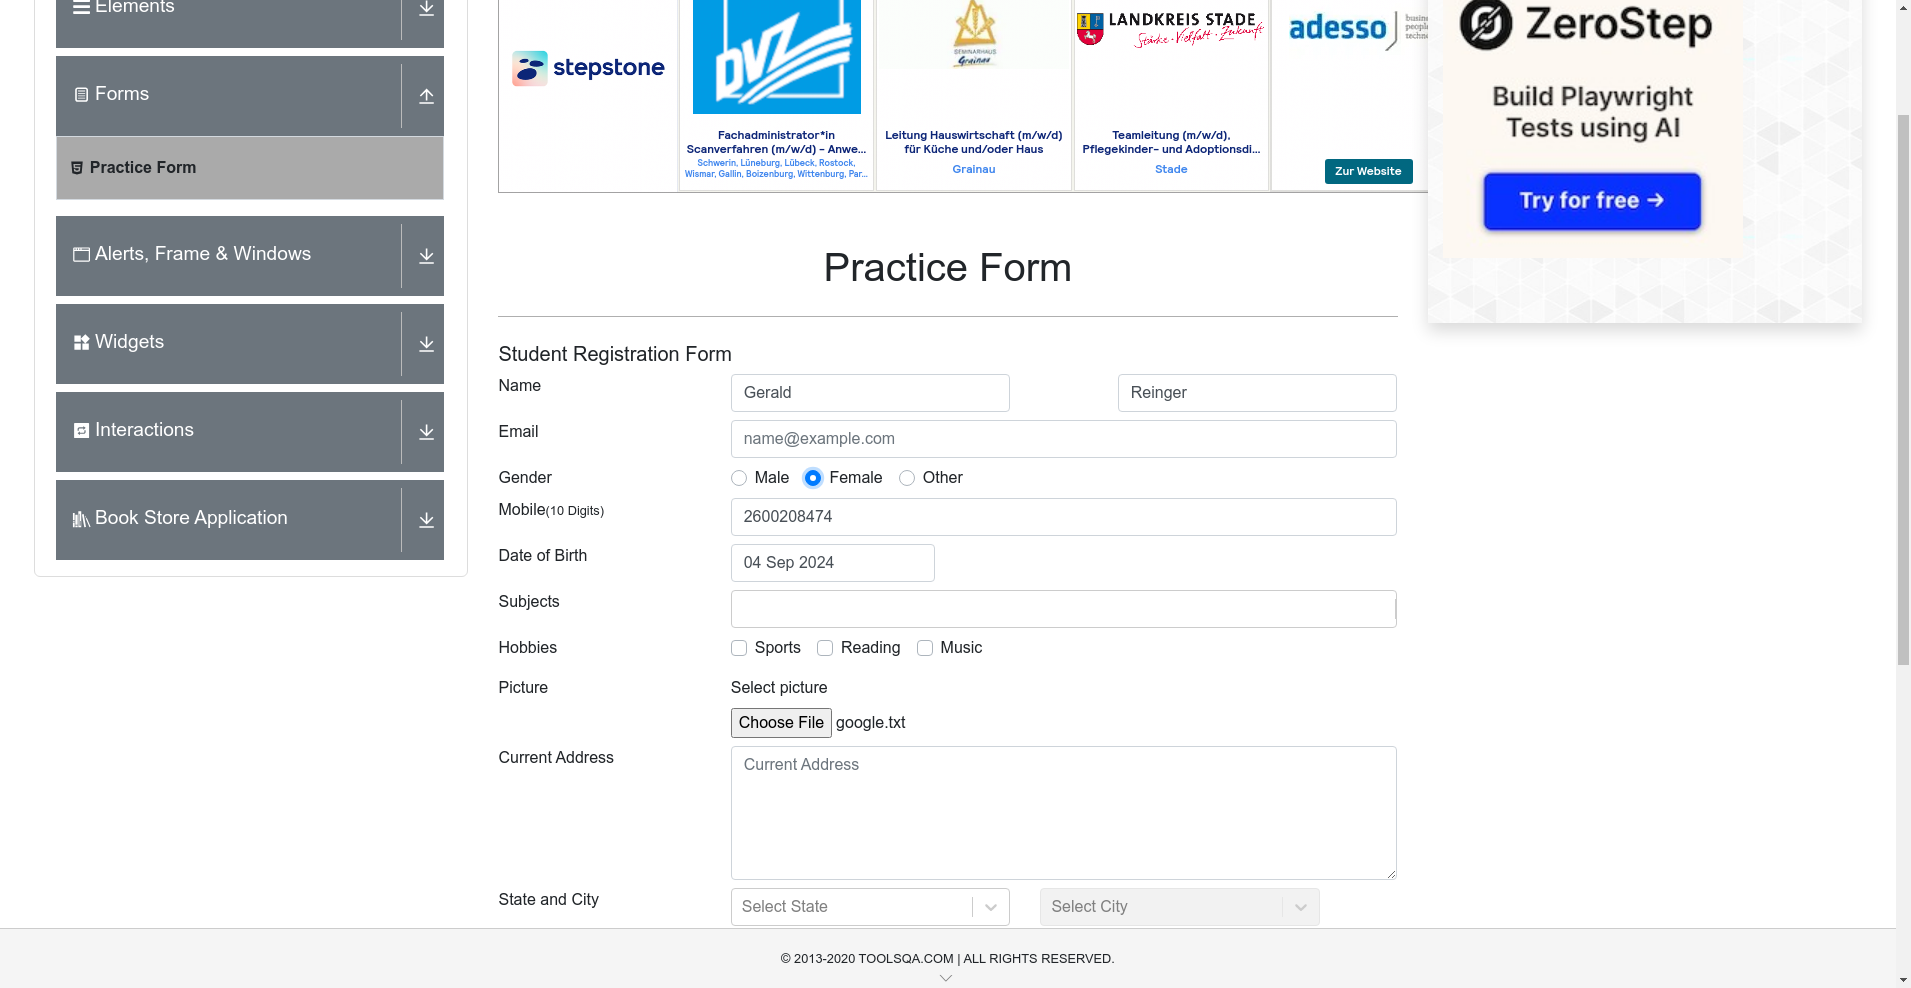 Elements
Forms
Practice Form
Alerts, Frame & Windows
Widgets
Interactions
Book Store Application
stepstone
DVZ
Fachadministrator*in
Scanverfahren (m/w/d) - Anwe...
Schwerin, Lüneburg, Lübeck, Rostock,
Wismar, Gallin, Boizenburg, Wittenburg, Par...
SEMINARHAUS
Grainau
Leitung Hauswirtschaft (m/w/d)
für Küche und/oder Haus
Grainau
LANDKREIS STADE
Stärke · Vielfalt · Zukunft
Teamleitung (m/w/d),
Pflegekinder- und Adoptionsdi...
Stade
adesso
Zur Website
ZeroStep
Build Playwright
Tests using AI
Try for free →
Practice Form
Student Registration Form
Name
Gerald
Reinger
Email
name@example.com
Gender
Male
Female
Other
Mobile(10 Digits)
2600208474
Date of Birth
04 Sep 2024
Subjects
Hobbies
Sports
Reading
Music
Picture
Select picture
Choose File google.txt
Current Address
Current Address
State and City
Select State
Select City
© 2013-2020 TOOLSQA.COM | ALL RIGHTS RESERVED.